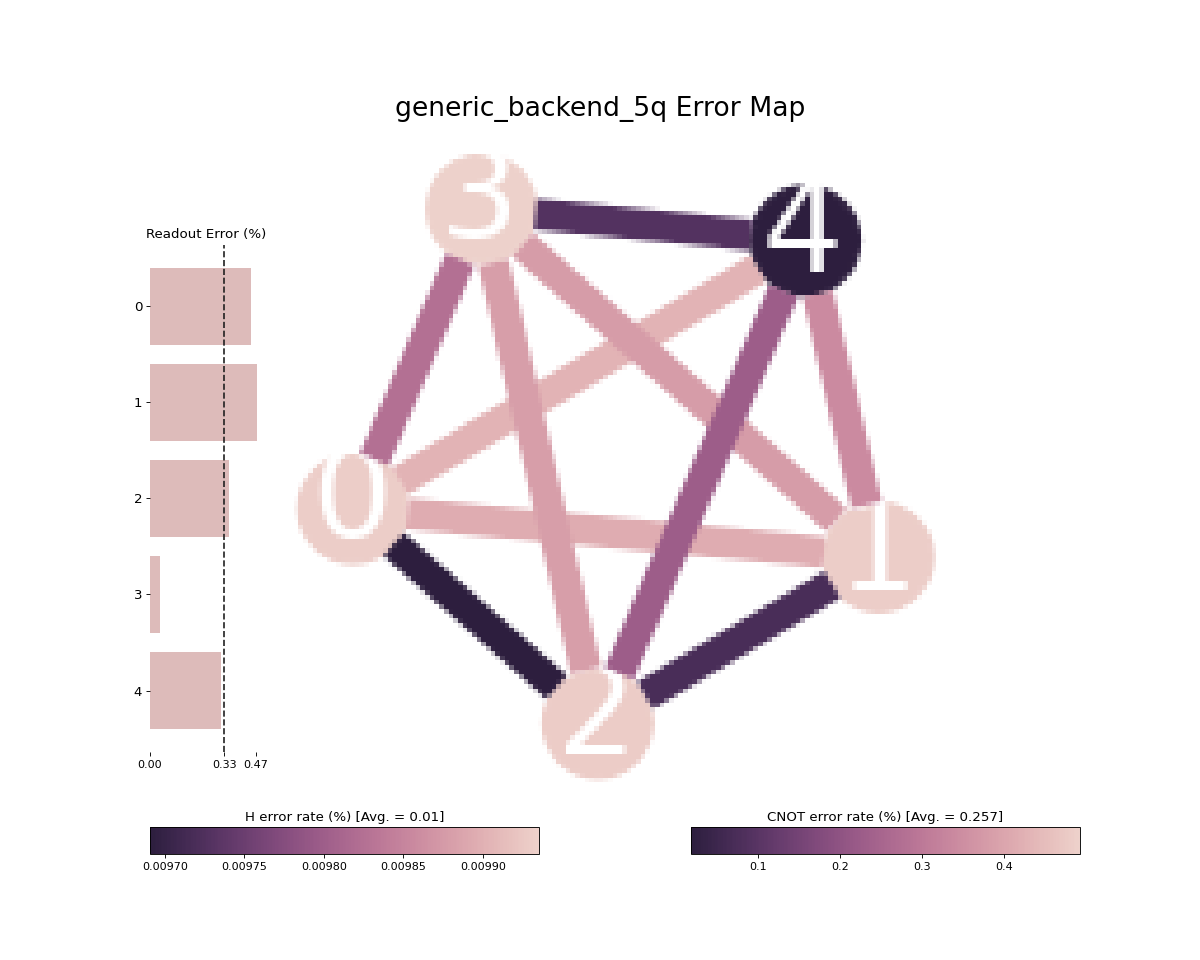 generic_backend_5q Error Map
3
4
Readout Error (%)
0
1
2
3
4
0
1
2
0.00 0.33 0.47
H error rate (%) [Avg. = 0.01]
0.00970 0.00975 0.00980 0.00985 0.00990
CNOT error rate (%) [Avg. = 0.257]
0.1 0.2 0.3 0.4